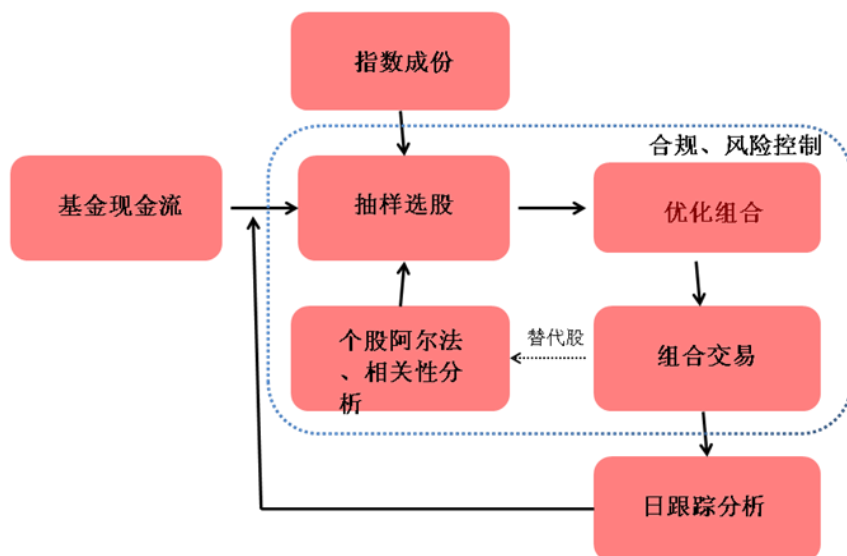 指数成份
合规、风险控制
基金现金流
抽样选股
优化组合
个股阿尔法
、相关性分
析
替代股
组合交易
日跟踪分析